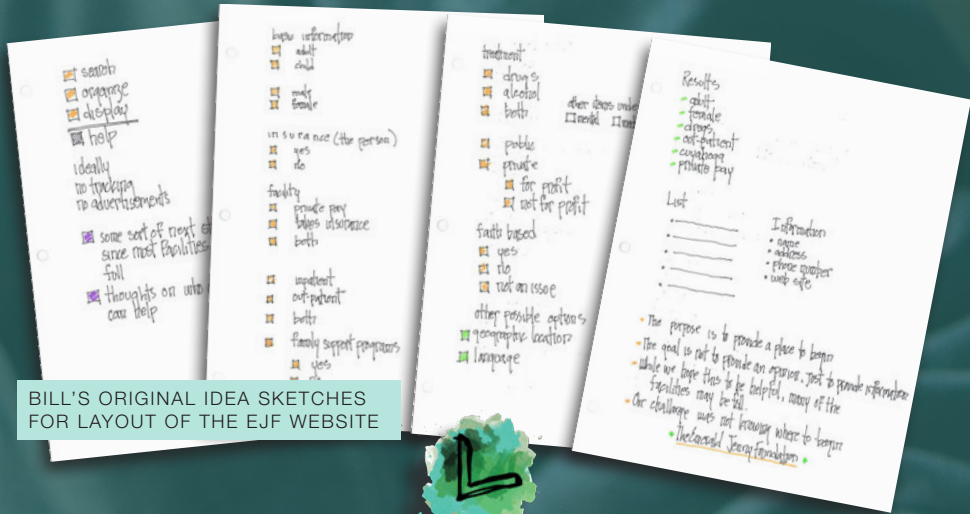 search
organize
display
help
ideally
no tracking
no advertisements
some sort of next
since most facilities
full
thoughts on who
can help
basic information
adult
child
male
female
insurance (the person)
yes
no
facility
private pay
takes insurance
both
inpatient
out-patient
both
family support programs
yes
no
treatment
drugs
alcohol
both
other items unde
mental
public
private
for profit
not for profit
faith based
yes
no
not an issue
other possible options
geographic location
language
Results
adult
female
drugs
out-patient
cuyahoga
private pay
List
Information
• name
• address
• phone number
• web site
• The purpose is to provide a place to begin
• The goal is not to provide an opinion, just to provide information
• While we hope this to be helpful, many of the
facilities may be full.
• Our challenge was not knowing where to begin
The Emerald Jenny Foundation
BILL'S ORIGINAL IDEA SKETCHES
FOR LAYOUT OF THE EJF WEBSITE